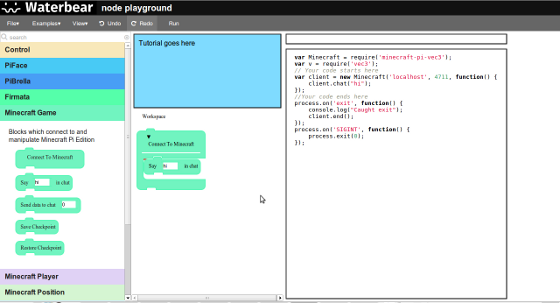 Waterbear node playground
File▾ Examples▾ View▾ Undo Redo Run
search
Control
PiFace
PiBrella
Firmata
Minecraft Game
Blocks which connect to and
manipulate Minecraft Pi Edition
Connect To Minecraft
Say hi in chat
Send data to chat 0
Save Checkpoint
Restore Checkpoint
Minecraft Player
Minecraft Position
Tutorial goes here
Workspace
Connect To Minecraft
Say hi in chat
var Minecraft = require('minecraft-pi-vec3');
var v = require('vec3');
// Your code starts here
var client = new Minecraft('localhost', 4711, function() {
client.chat("hi");
});
//Your code ends here
process.on('exit', function() {
console.log("Caught exit");
client.end();
});
process.on('SIGINT', function() {
process.exit(0);
});